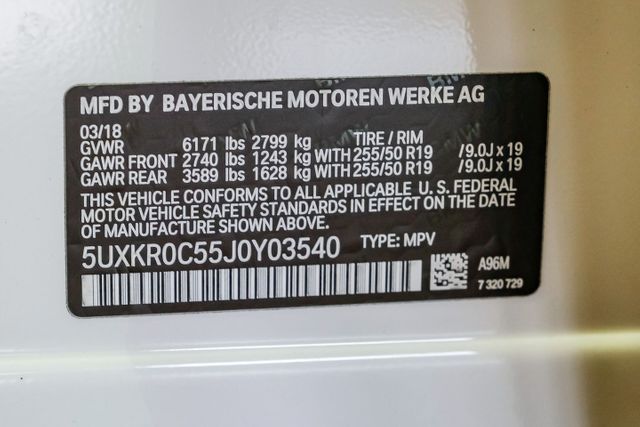 MFD BY BAYERISCHE MOTOREN WERKE AG
03/18
GVWR 6171 lbs 2799 kg TIRE / RIM
GAWR FRONT 2740 lbs 1243 kg WITH 255/50 R19 /9.0J x 19
GAWR REAR 3589 lbs 1628 kg WITH 255/50 R19 /9.0J x 19
THIS VEHICLE CONFORMS TO ALL APPLICABLE U. S. FEDERAL
MOTOR VEHICLE SAFETY STANDARDS IN EFFECT ON THE DATE
OF MANUFACTURE SHOWN ABOVE.
5UXKR0C55J0Y03540 TYPE: MPV
A96M
7 320 729